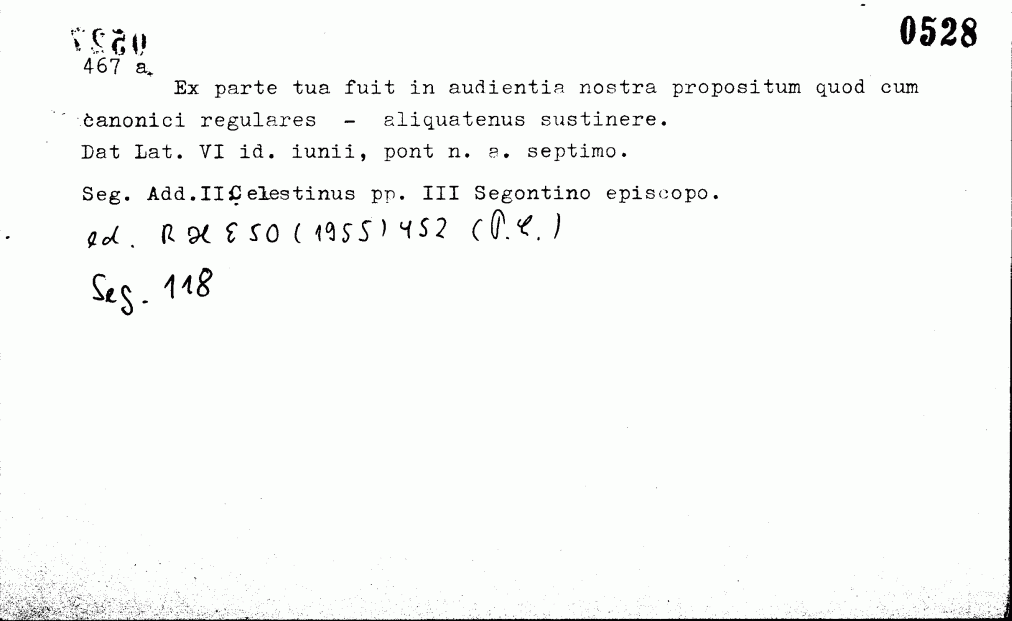 0528
467 a.
Ex parte tua fuit in audientia nostra propositum quod cum
canonici regulares - aliquatenus sustinere.
Dat Lat. VI id. iunii, pont n. a. septimo.
Seg. Add.II Celestinus pp. III Segontino episcopo.
ed. RHE 50 (1955) 452 (P.L.)
Seg. 118